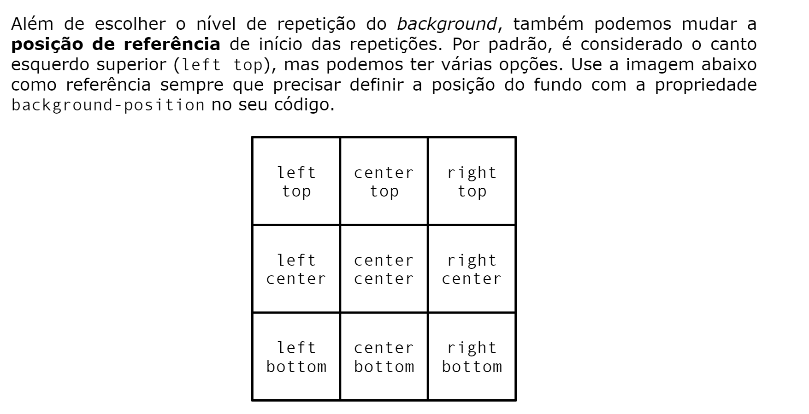 Além de escolher o nível de repetição do background, também podemos mudar a
posição de referência de início das repetições. Por padrão, é considerado o canto
esquerdo superior (left top), mas podemos ter várias opções. Use a imagem abaixo
como referência sempre que precisar definir a posição do fundo com a propriedade
background-position no seu código.
left top
center top
right top
left center
center center
right center
left bottom
center bottom
right bottom